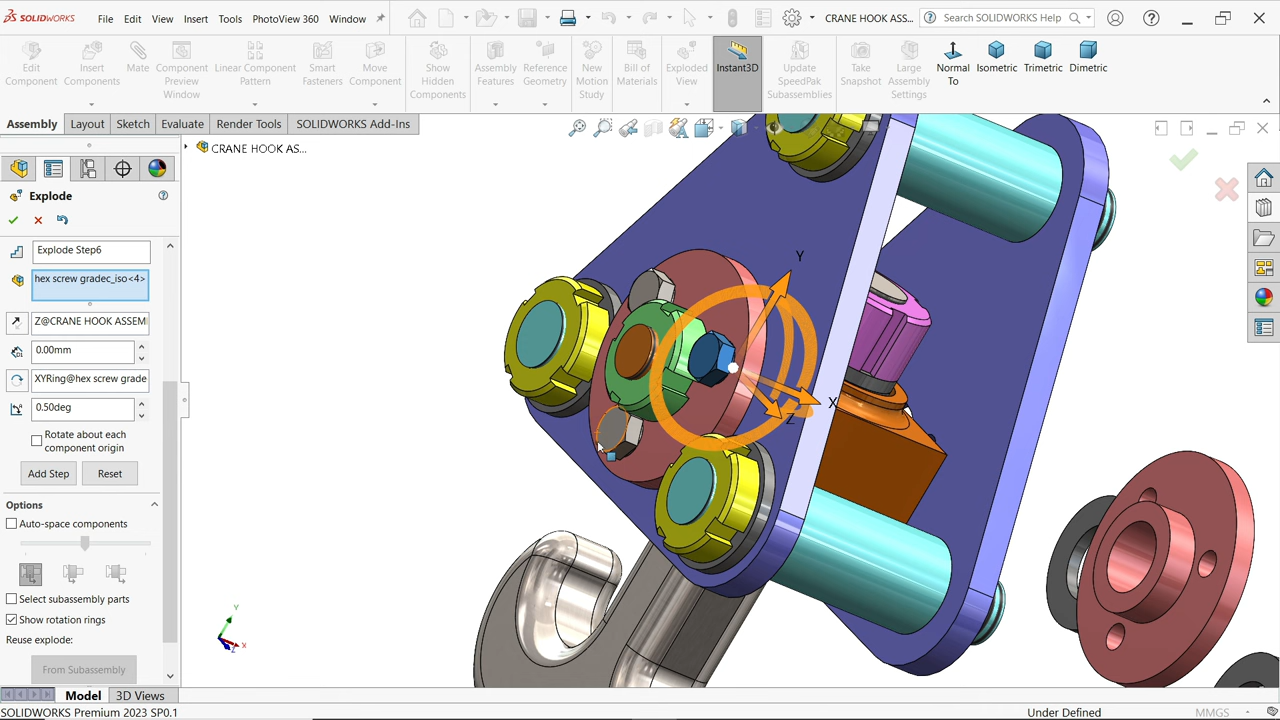 SOLIDWORKS File Edit View Insert Tools PhotoView 360 Window CRANE HOOK ASS... Search SOLIDWORKS Help
Edit Component
Insert Components
Mate
Component Preview Window
Linear Component Pattern
Smart Fasteners
Move Component
Show Hidden Components
Assembly Features
Reference Geometry
New Motion Study
Bill of Materials
Exploded View
Instant3D
Update SpeedPak Subassemblies
Take Snapshot
Large Assembly Settings
Normal To
Isometric
Trimetric
Dimetric
Assembly Layout Sketch Evaluate Render Tools SOLIDWORKS Add-Ins
CRANE HOOK AS...
Explode
Explode Step6
hex screw gradec_iso<4>
Z@CRANE HOOK ASSEM
0.00mm
XYRing@hex screw grade
0.50deg
Rotate about each
component origin
Add Step Reset
Options
Auto-space components
Select subassembly parts
Show rotation rings
Reuse explode:
From Subassembly
Y
X
Z
Y
X
Z
Model 3D Views
SOLIDWORKS Premium 2023 SP0.1 Under Defined MMGS